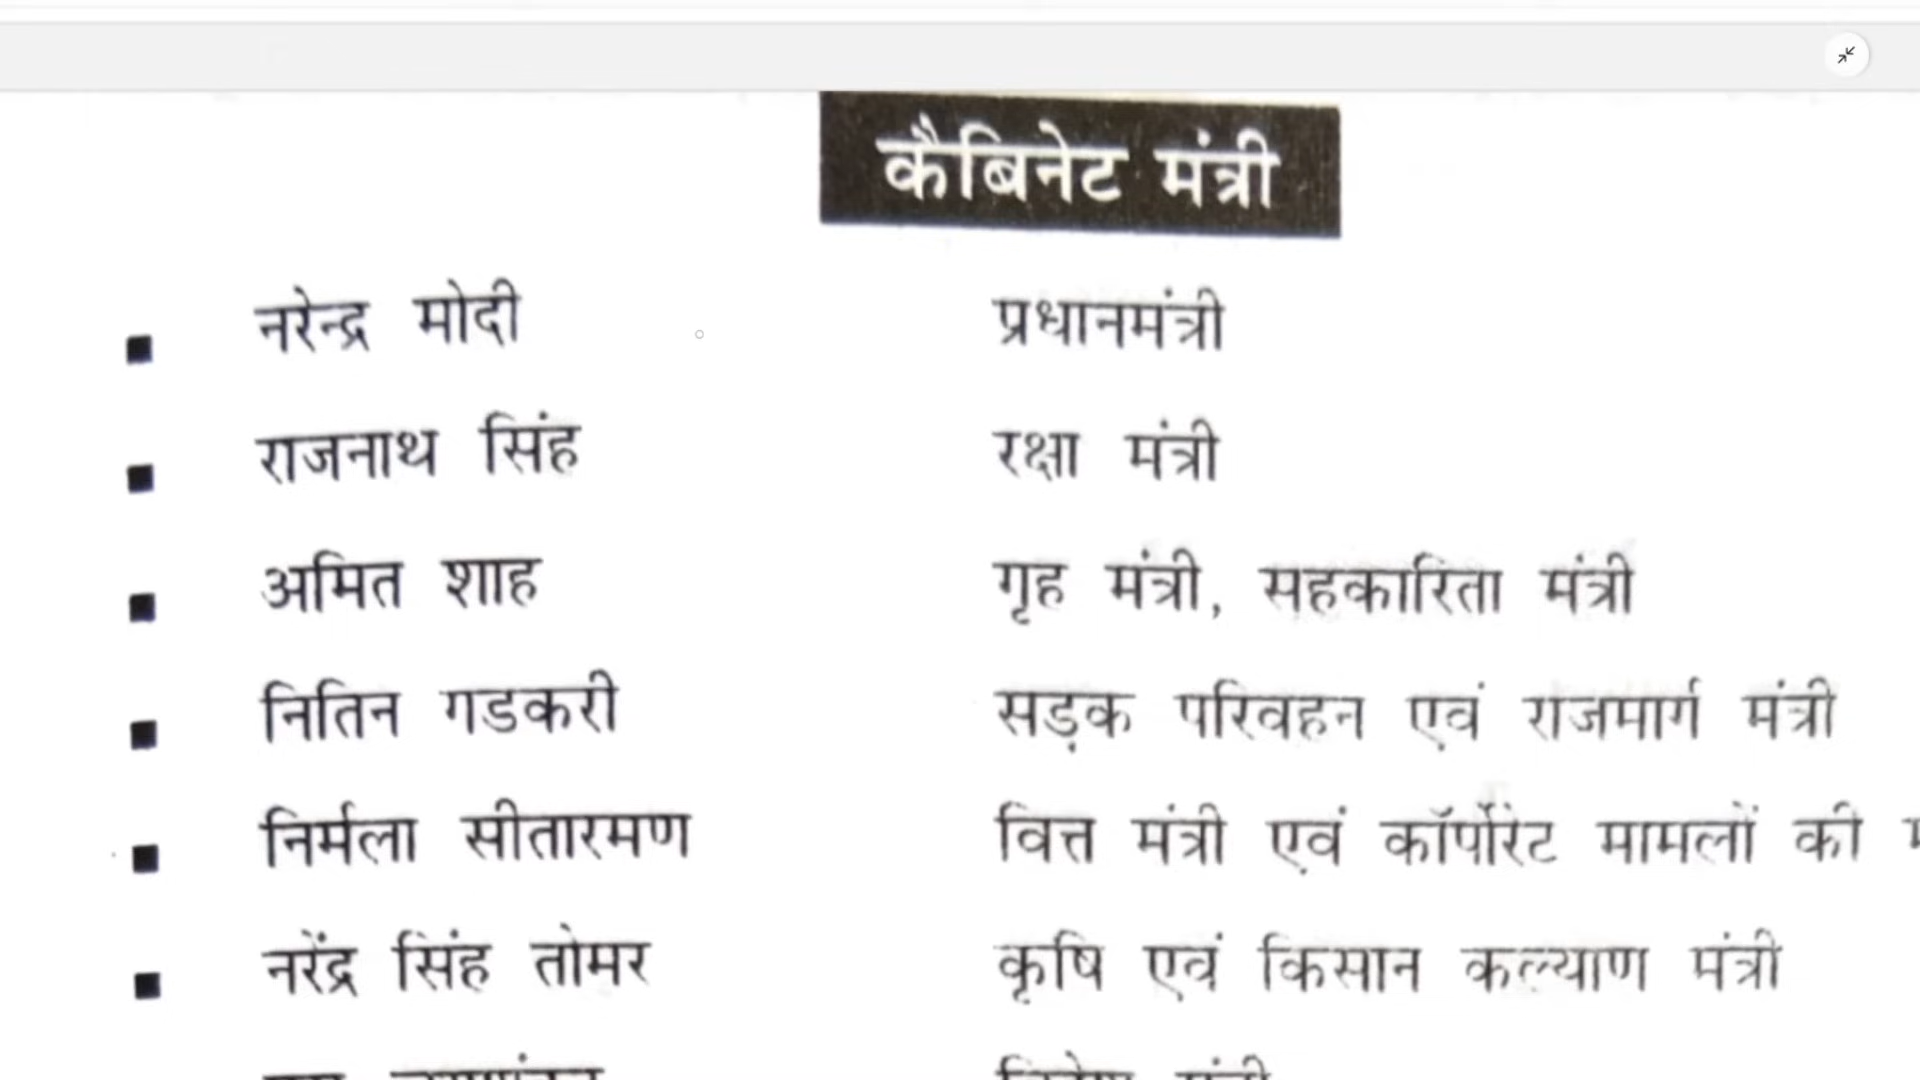 कैबिनेट मंत्री
■ नरेन्द्र मोदी प्रधानमंत्री
■ राजनाथ सिंह रक्षा मंत्री
■ अमित शाह गृह मंत्री, सहकारिता मंत्री
■ नितिन गडकरी सड़क परिवहन एवं राजमार्ग मंत्री
■ निर्मला सीतारमण वित्त मंत्री एवं कॉर्पोरेट मामलों की
■ नरेंद्र सिंह तोमर कृषि एवं किसान कल्याण मंत्री